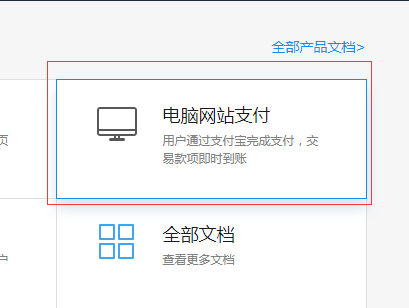 全部产品文档>
电脑网站支付
用户通过支付宝完成支付，交
易款项即时到账
页
全部文档
查看更多文档
户